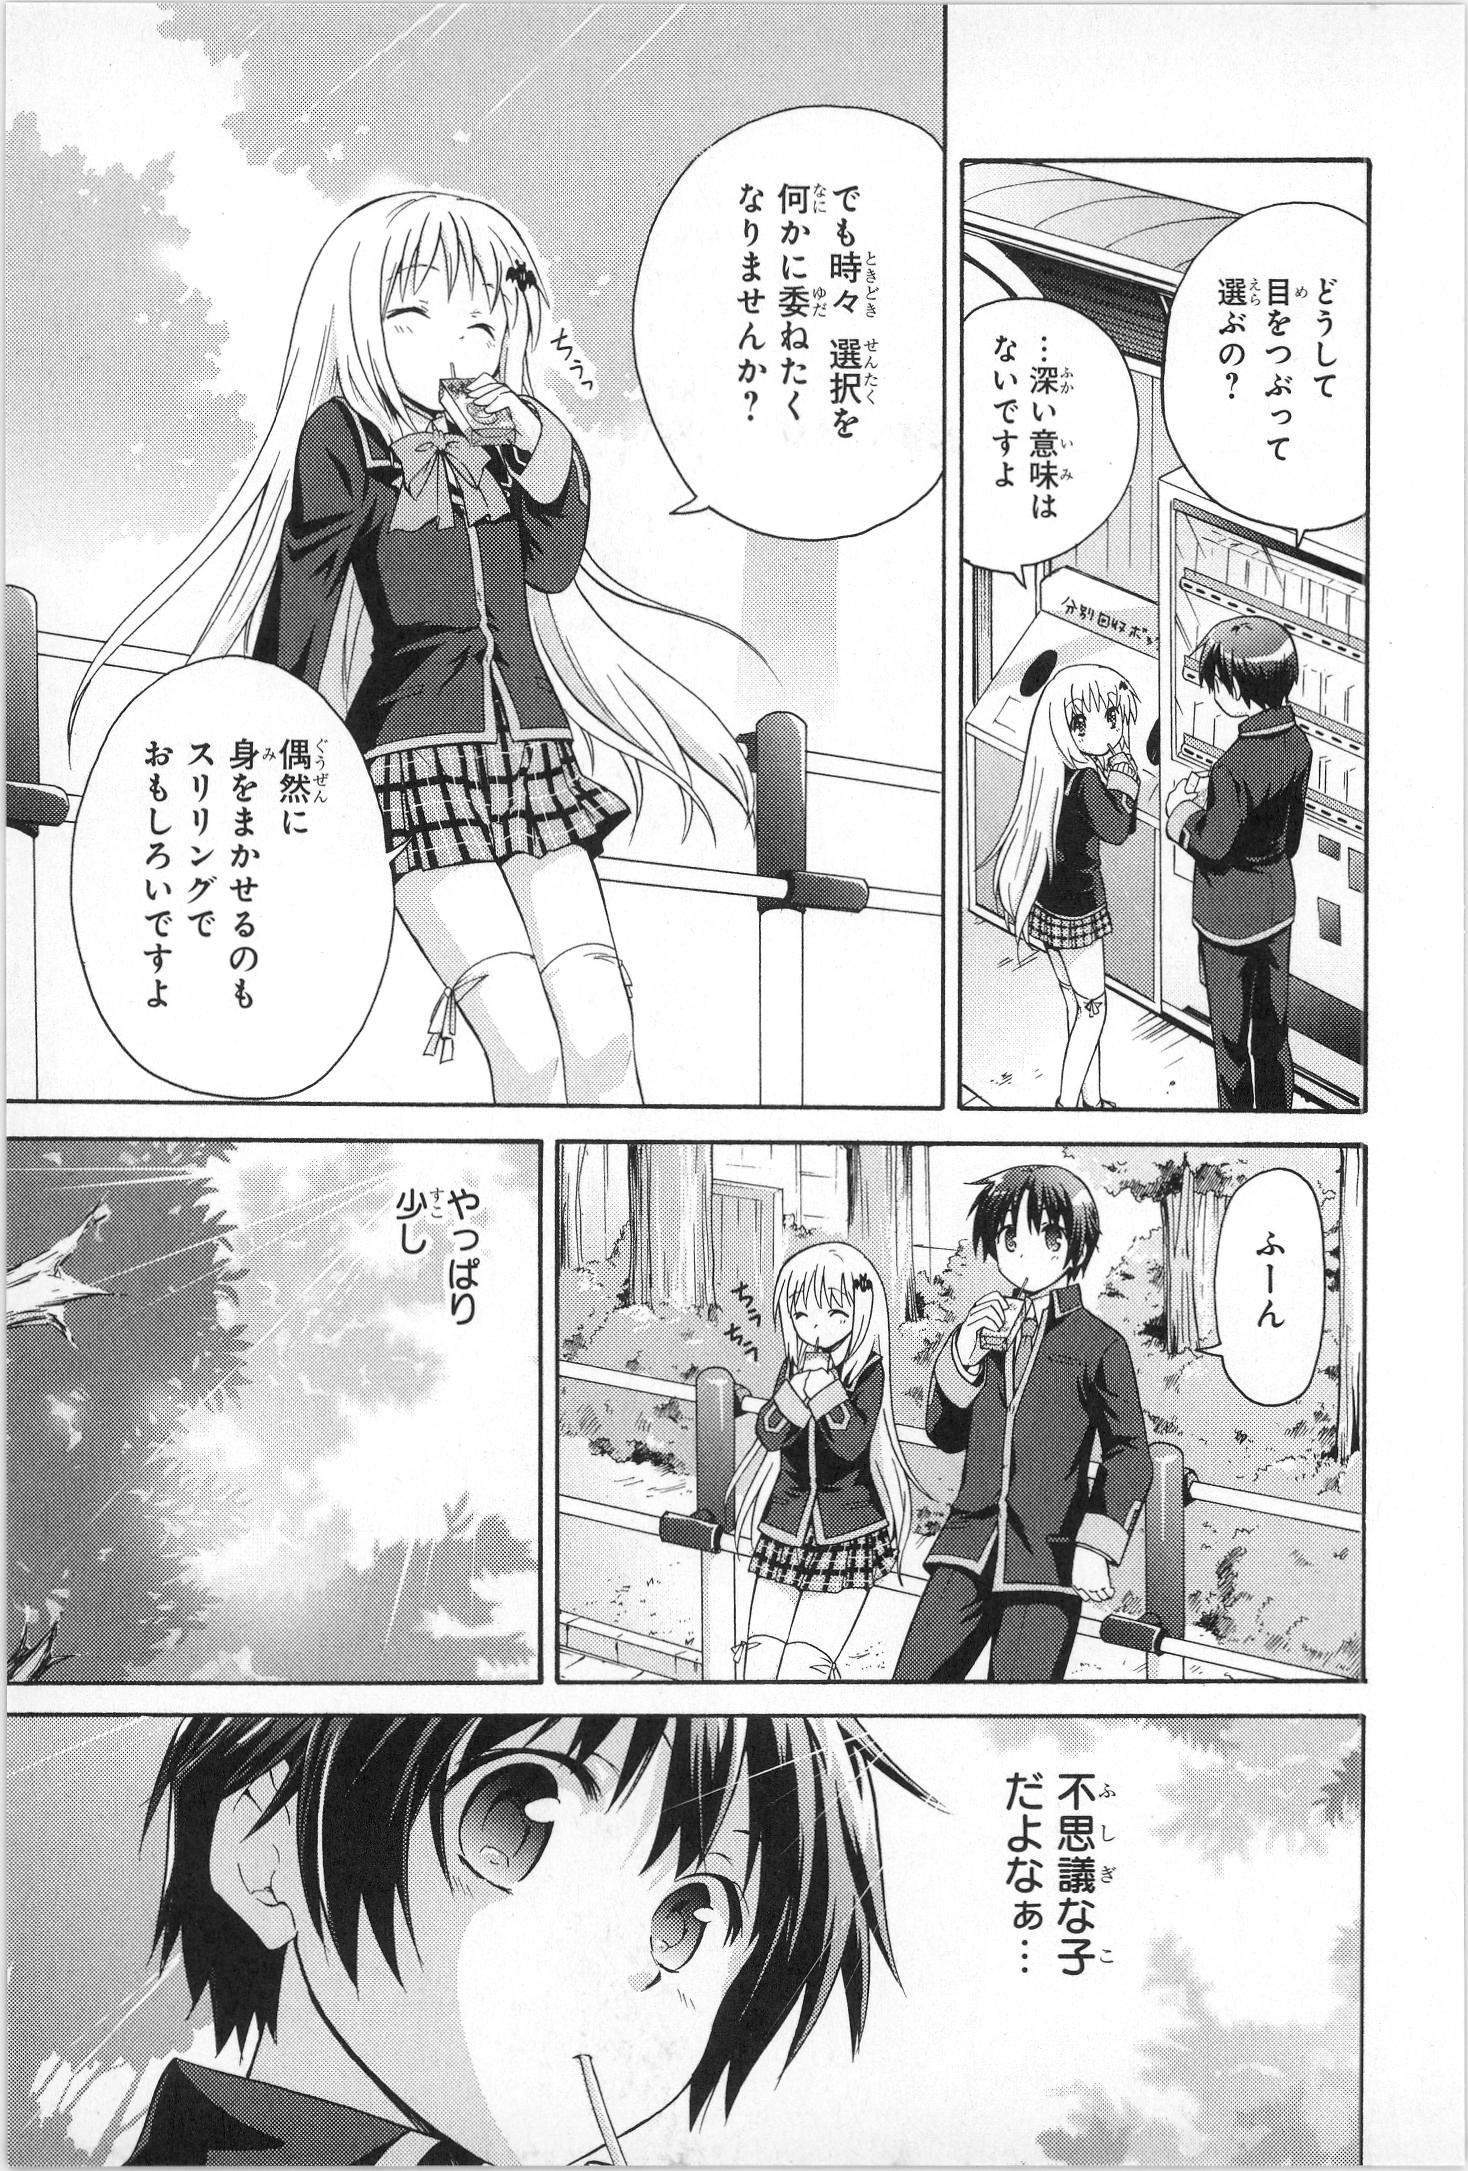 どうして
目をつぶって
選ぶの？
…深い意味は
ないですよ
分別回収ボ
でも時々 選択を
何かに委ねたく
なりませんか？
ちうっ
偶然に
身をまかせるのも
スリリングで
おもしろいですよ
ふーん
ちぅ
ちぅっ
やっぱり
少し
不思議な子
だよなぁ…